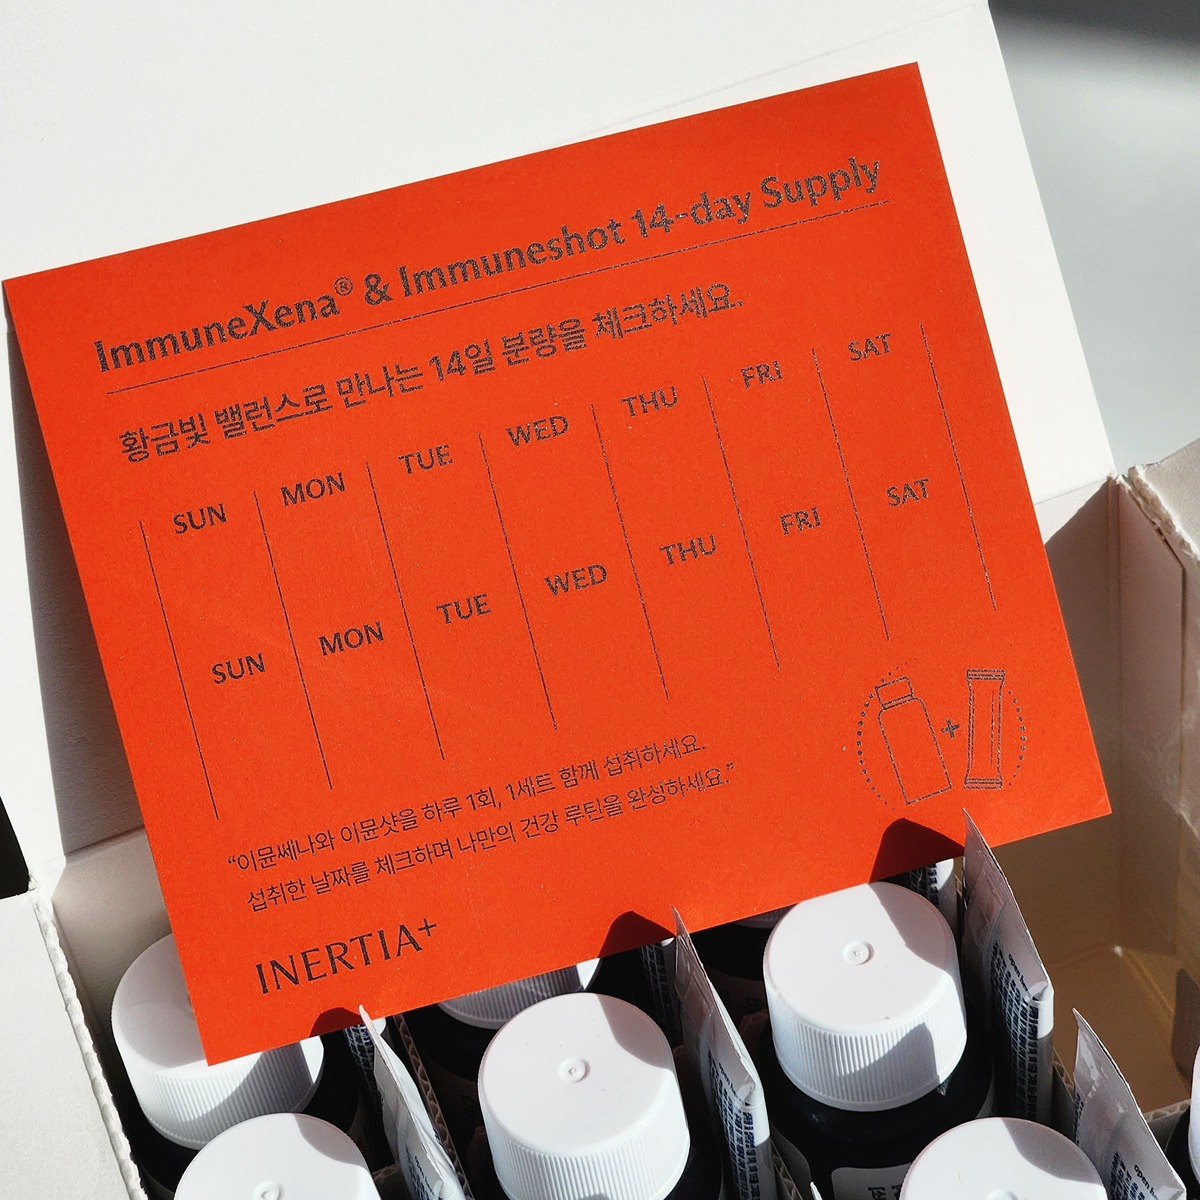 ImmuneXena® & Immuneshot 14-day Supply
황금빛 밸런스로 만나는 14일 분량을 체크하세요.
SUN MON TUE WED THU FRI SAT
SUN MON TUE WED THU FRI SAT
+
“이뮨쎄나와 이뮨샷을 하루 1회, 1세트 함께 섭취하세요.
섭취한 날짜를 체크하며 나만의 건강 루틴을 완성하세요.”
INERTIA+